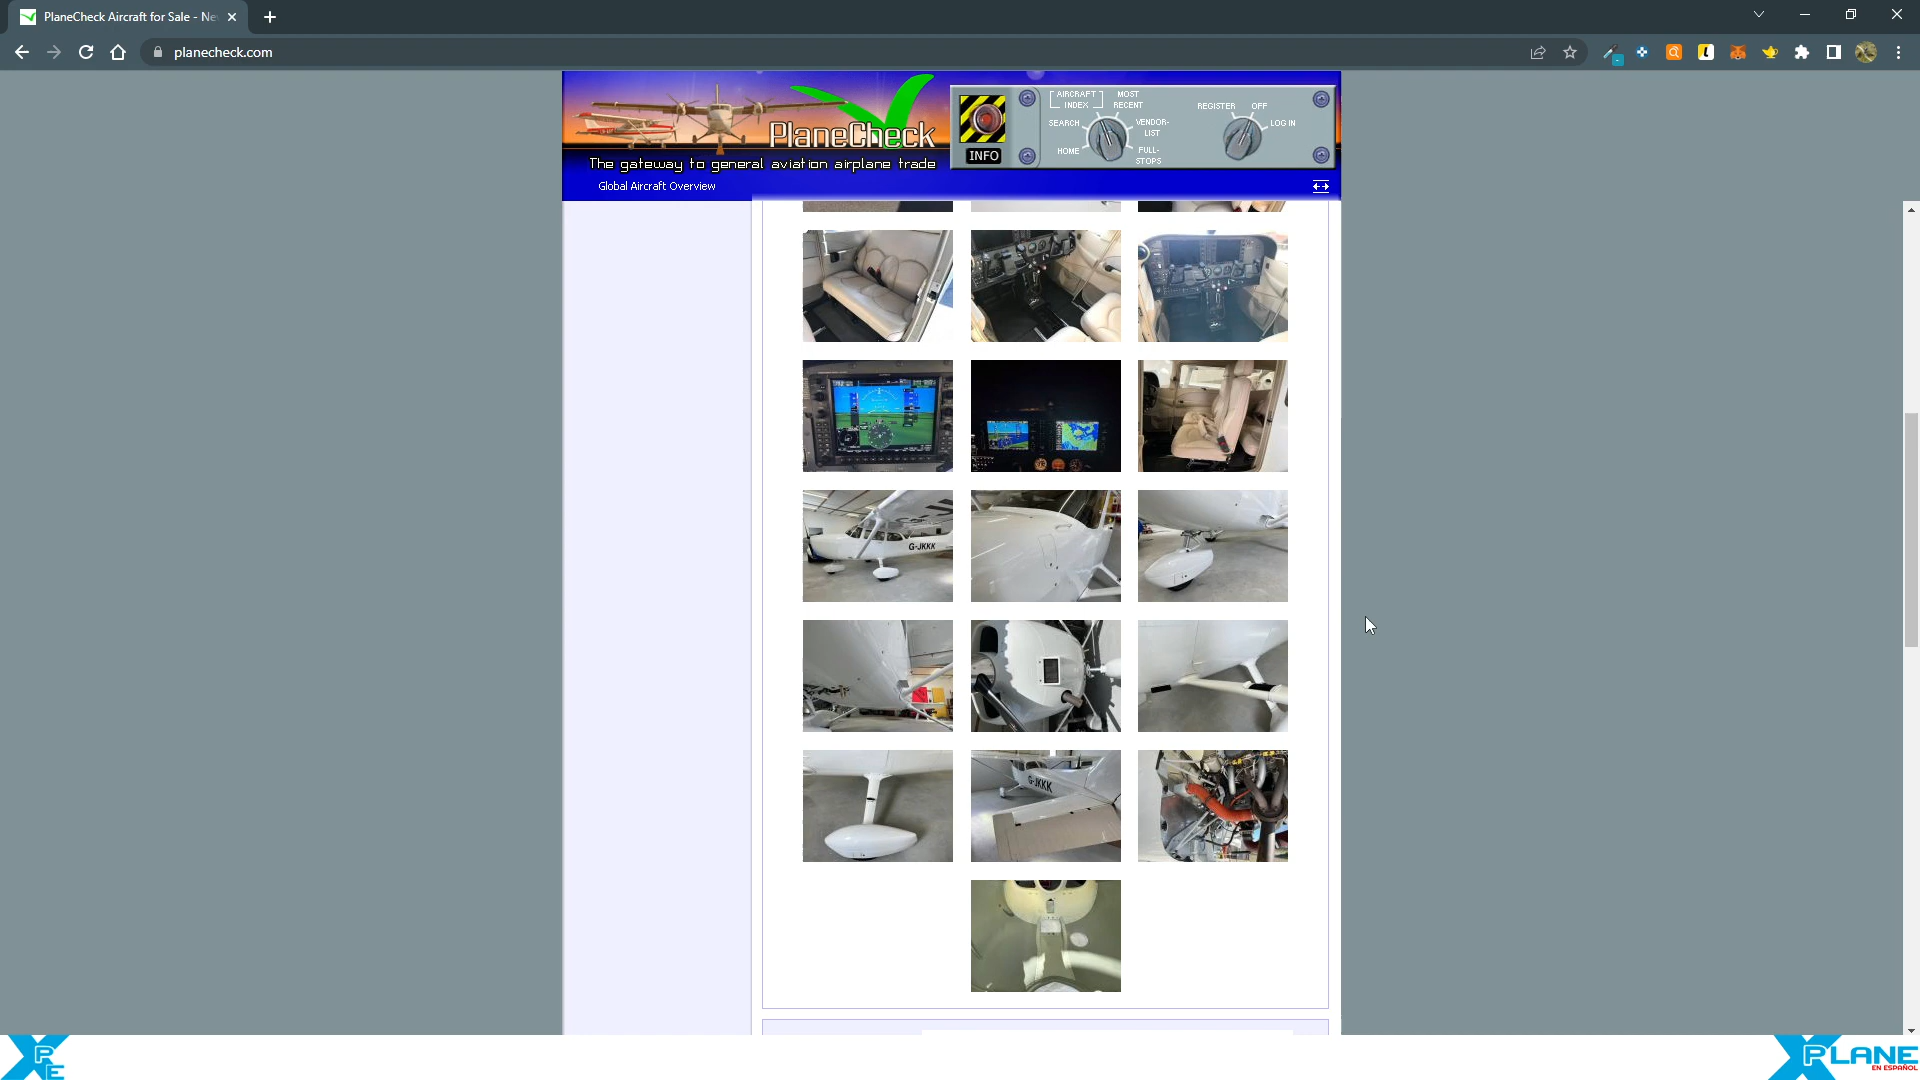 PlaneCheck Aircraft for Sale - Ne
planecheck.com
PlaneCheck
The gateway to general aviation airplane trade
Global Aircraft Overview
INFO
AIRCRAFT
INDEX
MOST
RECENT
SEARCH
VENDOR-
LIST
HOME
FULL-
STOPS
REGISTER
OFF
LOG IN
G-JKKK
G-JKKK
X
P
E
XPLANE
EN ESPAÑOL